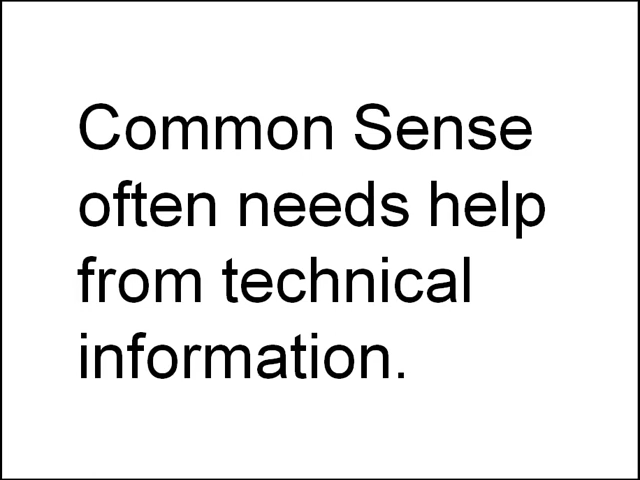 Common Sense
often needs help
from technical
information.